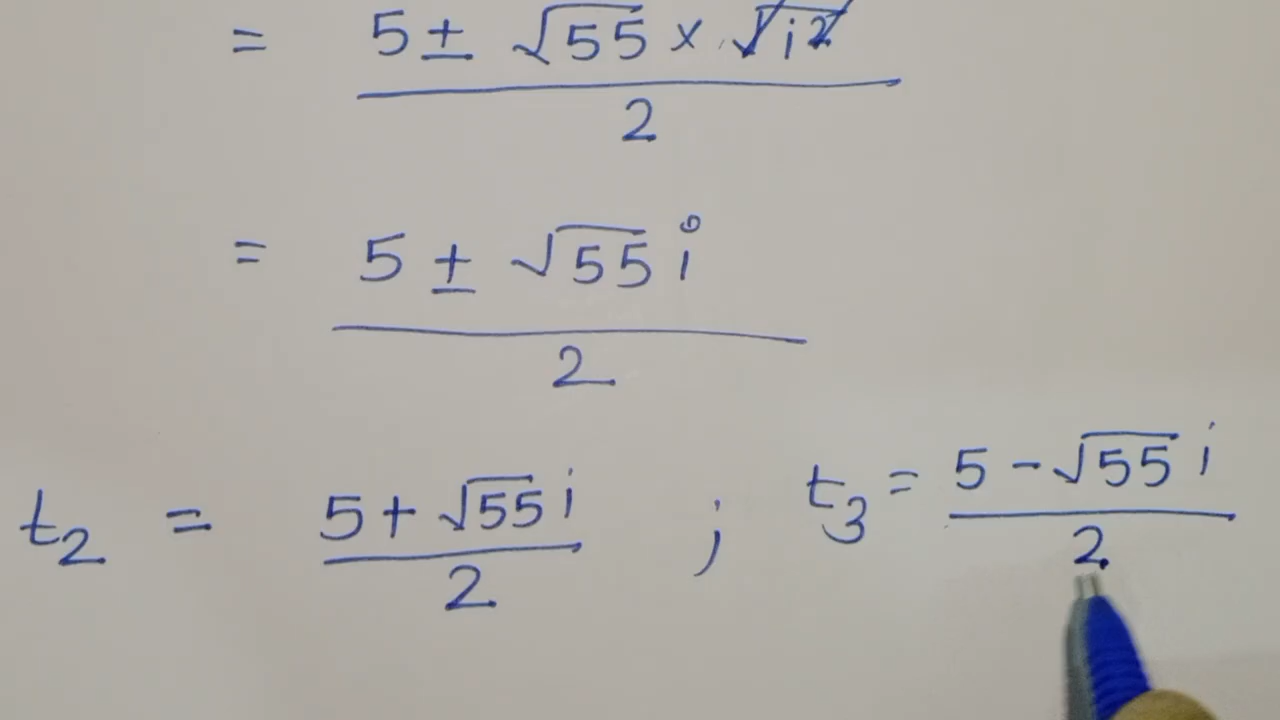 = 5 ± √55 × √i2
2
= 5 ± √55 i
2
t2 = 5 + √55 i ; t3 = 5 - √55 i
2 2